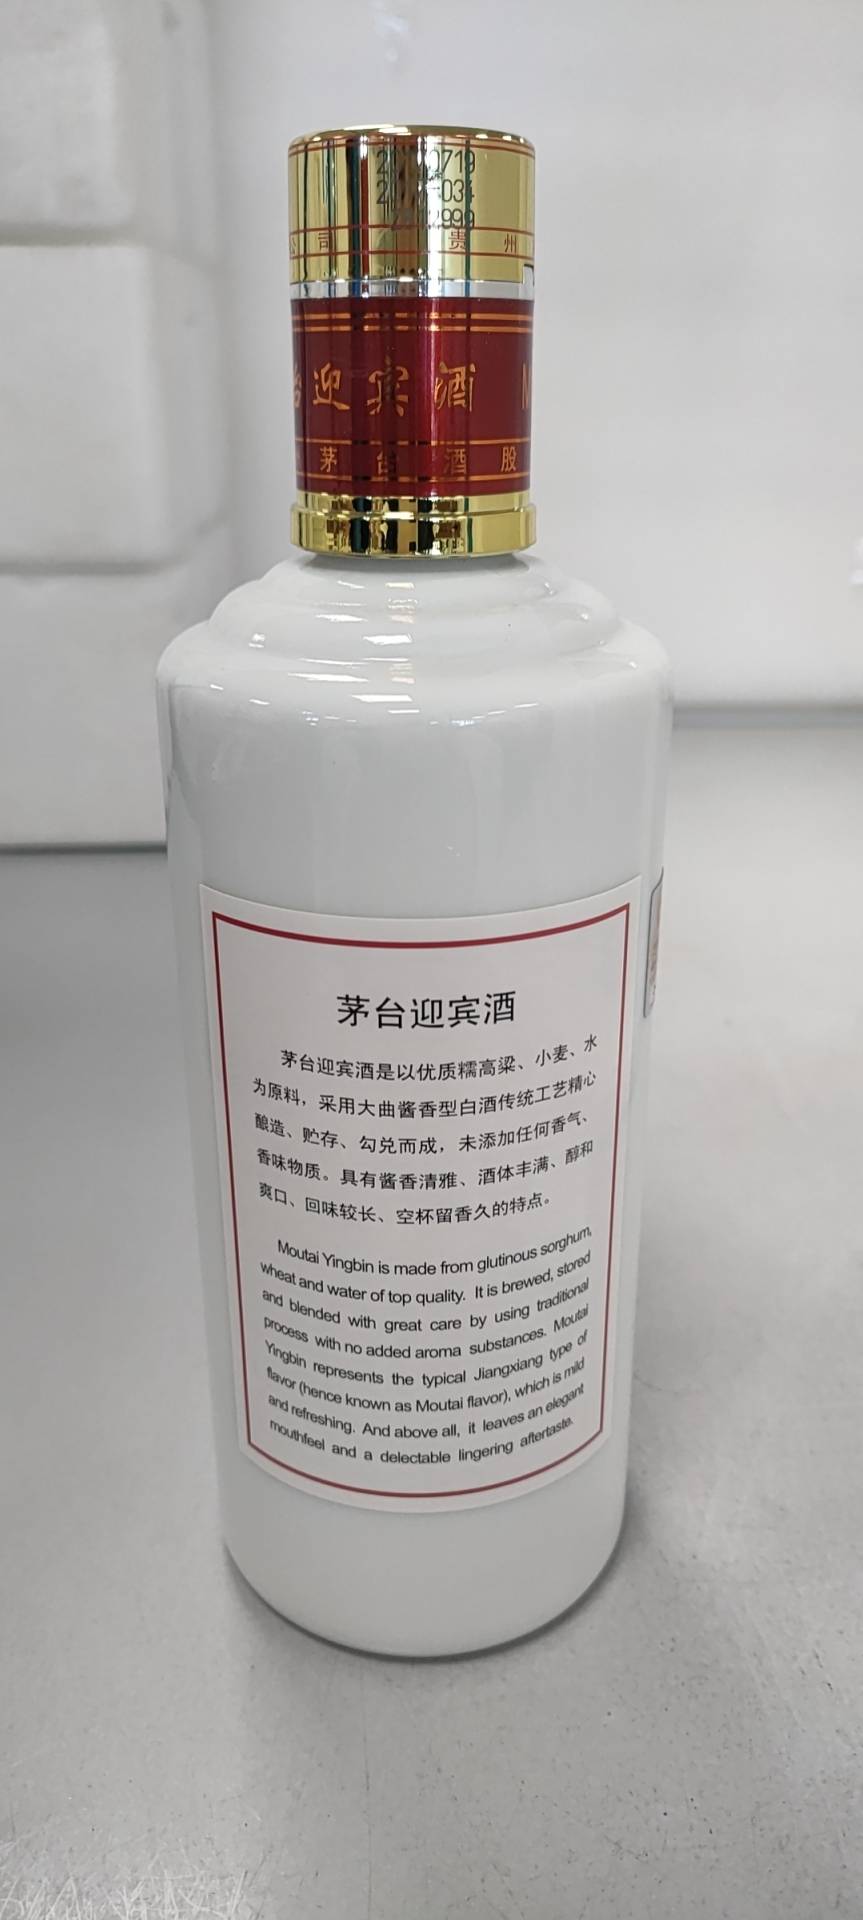 公司 贵州
台迎宾酒 M
茅台酒股
茅台迎宾酒
茅台迎宾酒是以优质糯高粱、小麦、水
为原料，采用大曲酱香型白酒传统工艺精心
酿造、贮存、勾兑而成，未添加任何香气、
香味物质。具有酱香清雅、酒体丰满、醇和
爽口、回味较长、空杯留香久的特点。
Moutai Yingbin is made from glutinous sorghum,
wheat and water of top quality. It is brewed, stored
and blended with great care by using traditional
process with no added aroma substances. Moutai
Yingbin represents the typical Jiangxiang type of
flavor (hence known as Moutai flavor), which is mild
and refreshing. And above all, it leaves an elegant
mouthfeel and a delectable lingering aftertaste.